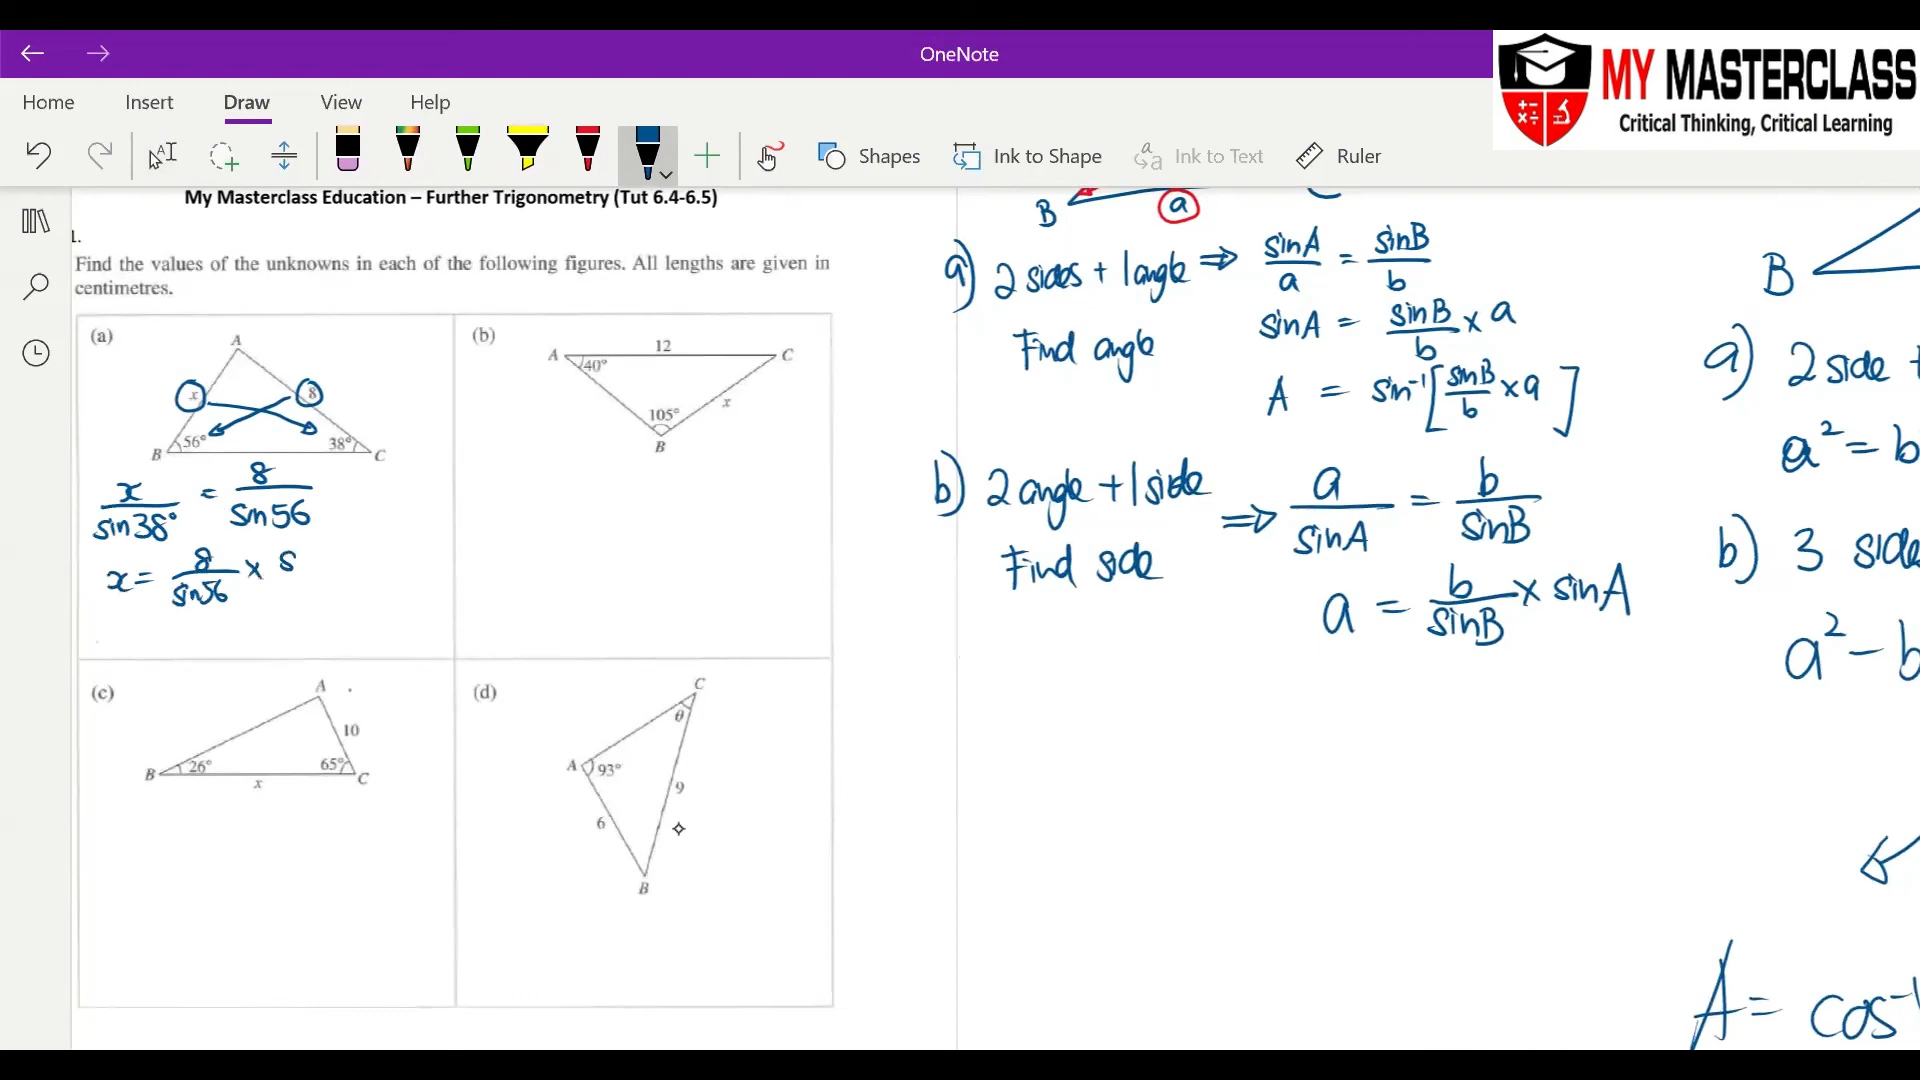 OneNote
MY MASTERCLASS
Critical Thinking, Critical Learning
Home Insert Draw View Help
Shapes Ink to Shape Ink to Text Ruler
My Masterclass Education – Further Trigonometry (Tut 6.4-6.5)
1.
Find the values of the unknowns in each of the following figures. All lengths are given in
centimetres.
(a)
A
x 8
B 56° 38° C
x/sin38° = 8/sin56
x = 8/sin56 × s
(b)
A 12 C
40°
x
105°
B
(c)
A
10
B 26° 65° C
x
(d)
C
θ
A 93°
9
6
B
B a
a) 2 sides + 1 angle ⇒ sinA/a = sinB/b
Find angle
sinA = sinB/b × a
A = sin⁻¹[sinB/b × a]
b) 2 angle + 1 side ⇒ a/sinA = b/sinB
Find side
a = b/sinB × sinA
B
a) 2 side +
a² = b
b) 3 side
a² - b
A = cos⁻¹